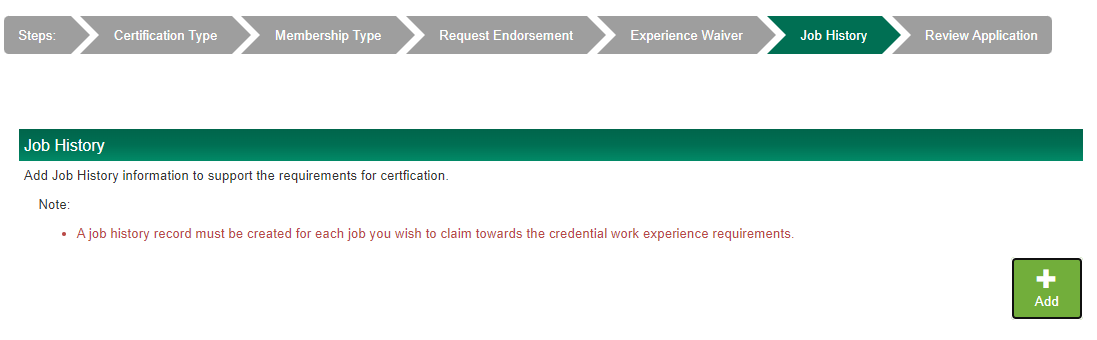 Steps: Certification Type Membership Type Request Endorsement Experience Waiver Job History Review Application
Job History
Add Job History information to support the requirements for certfication.
Note:
• A job history record must be created for each job you wish to claim towards the credential work experience requirements.
Add